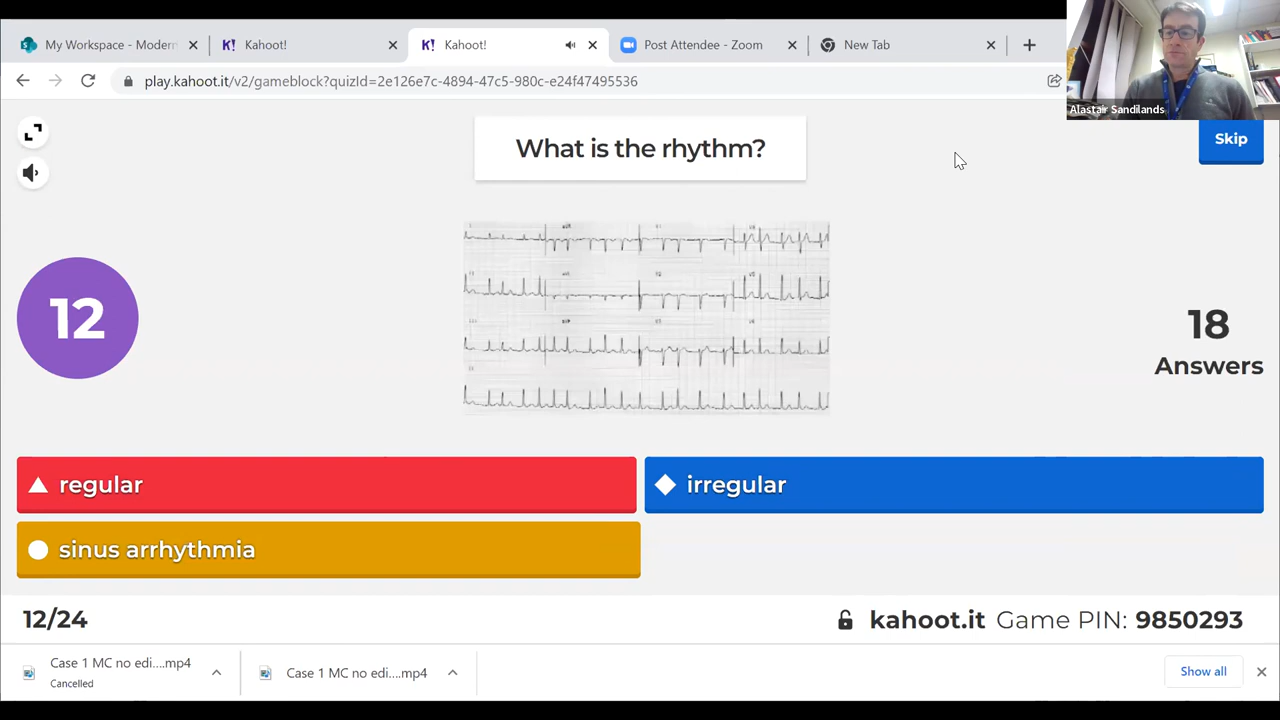 My Workspace - Modern
Kahoot!
Kahoot!
Post Attendee - Zoom
New Tab
play.kahoot.it/v2/gameblock?quizId=2e126e7c-4894-47c5-980c-e24f47495536
Alastair Sandilands
Skip
What is the rhythm?
12
18
Answers
regular
irregular
sinus arrhythmia
12/24
kahoot.it Game PIN: 9850293
Case 1 MC no edi....mp4
Cancelled
Case 1 MC no edi....mp4
Show all